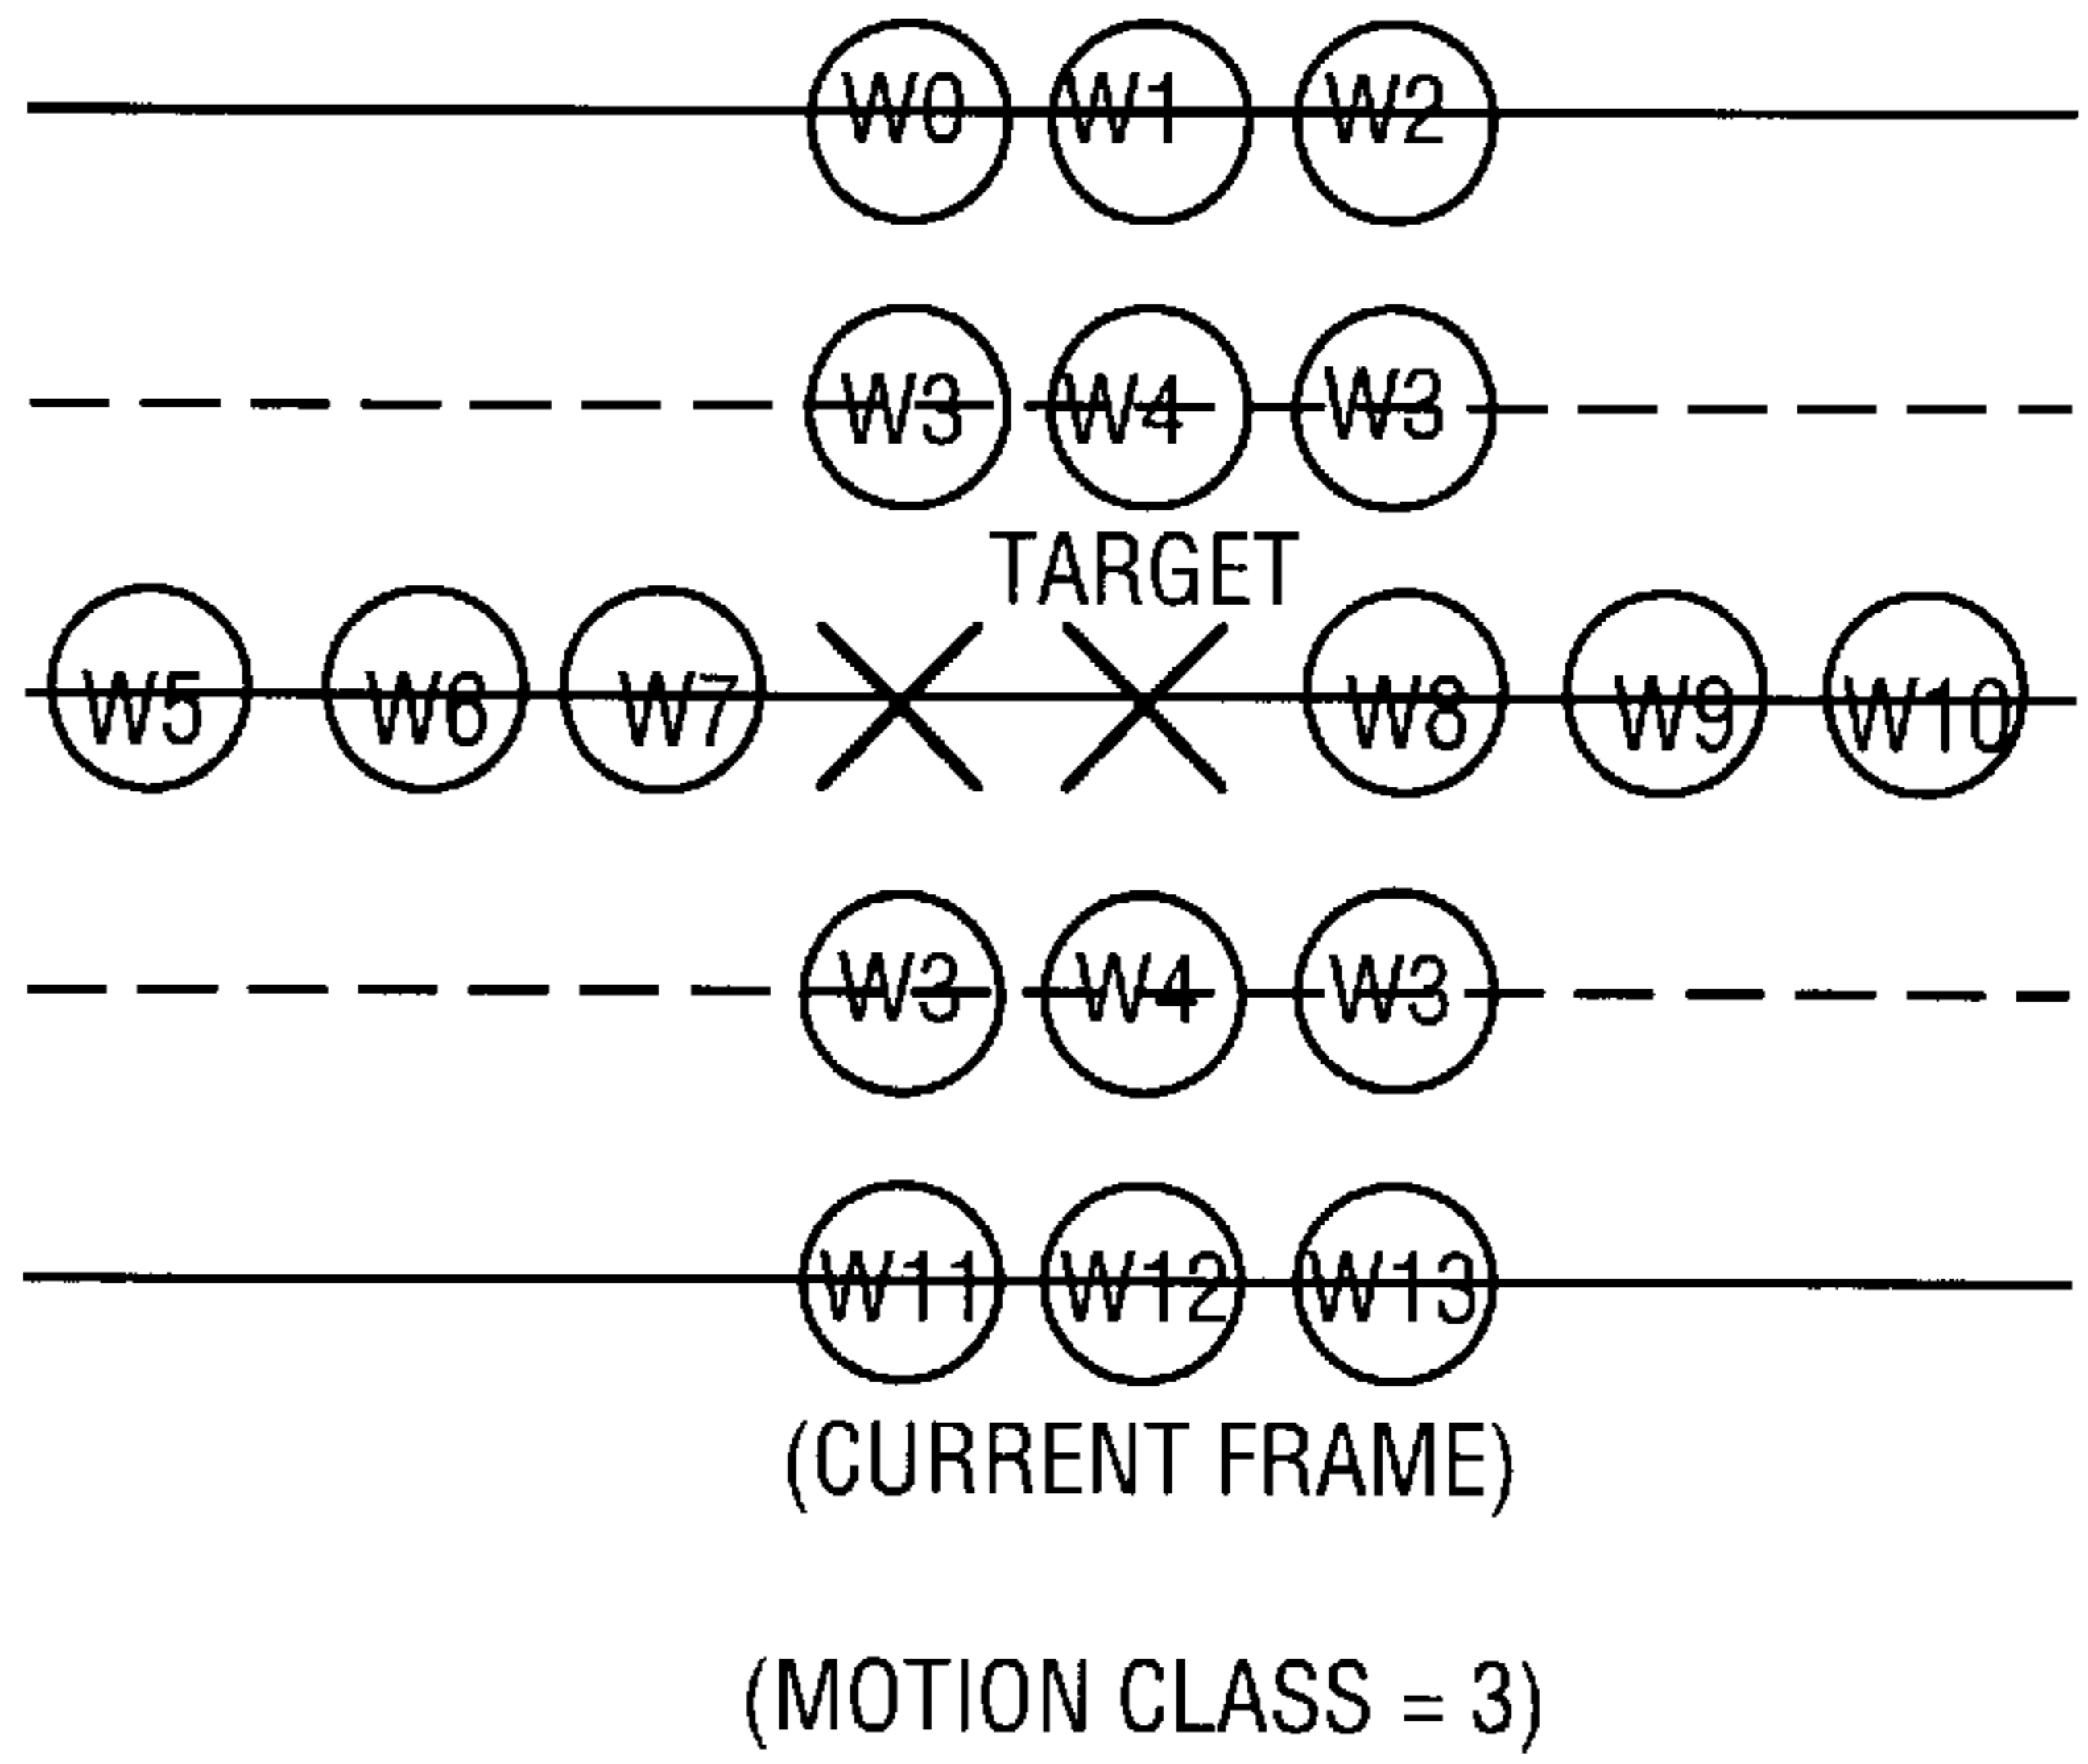 W0 W1 W2
W3 W4 W3
TARGET
W5 W6 W7 W8 W9 W10
W3 W4 W3
W11 W12 W13
(CURRENT FRAME)
(MOTION CLASS = 3)